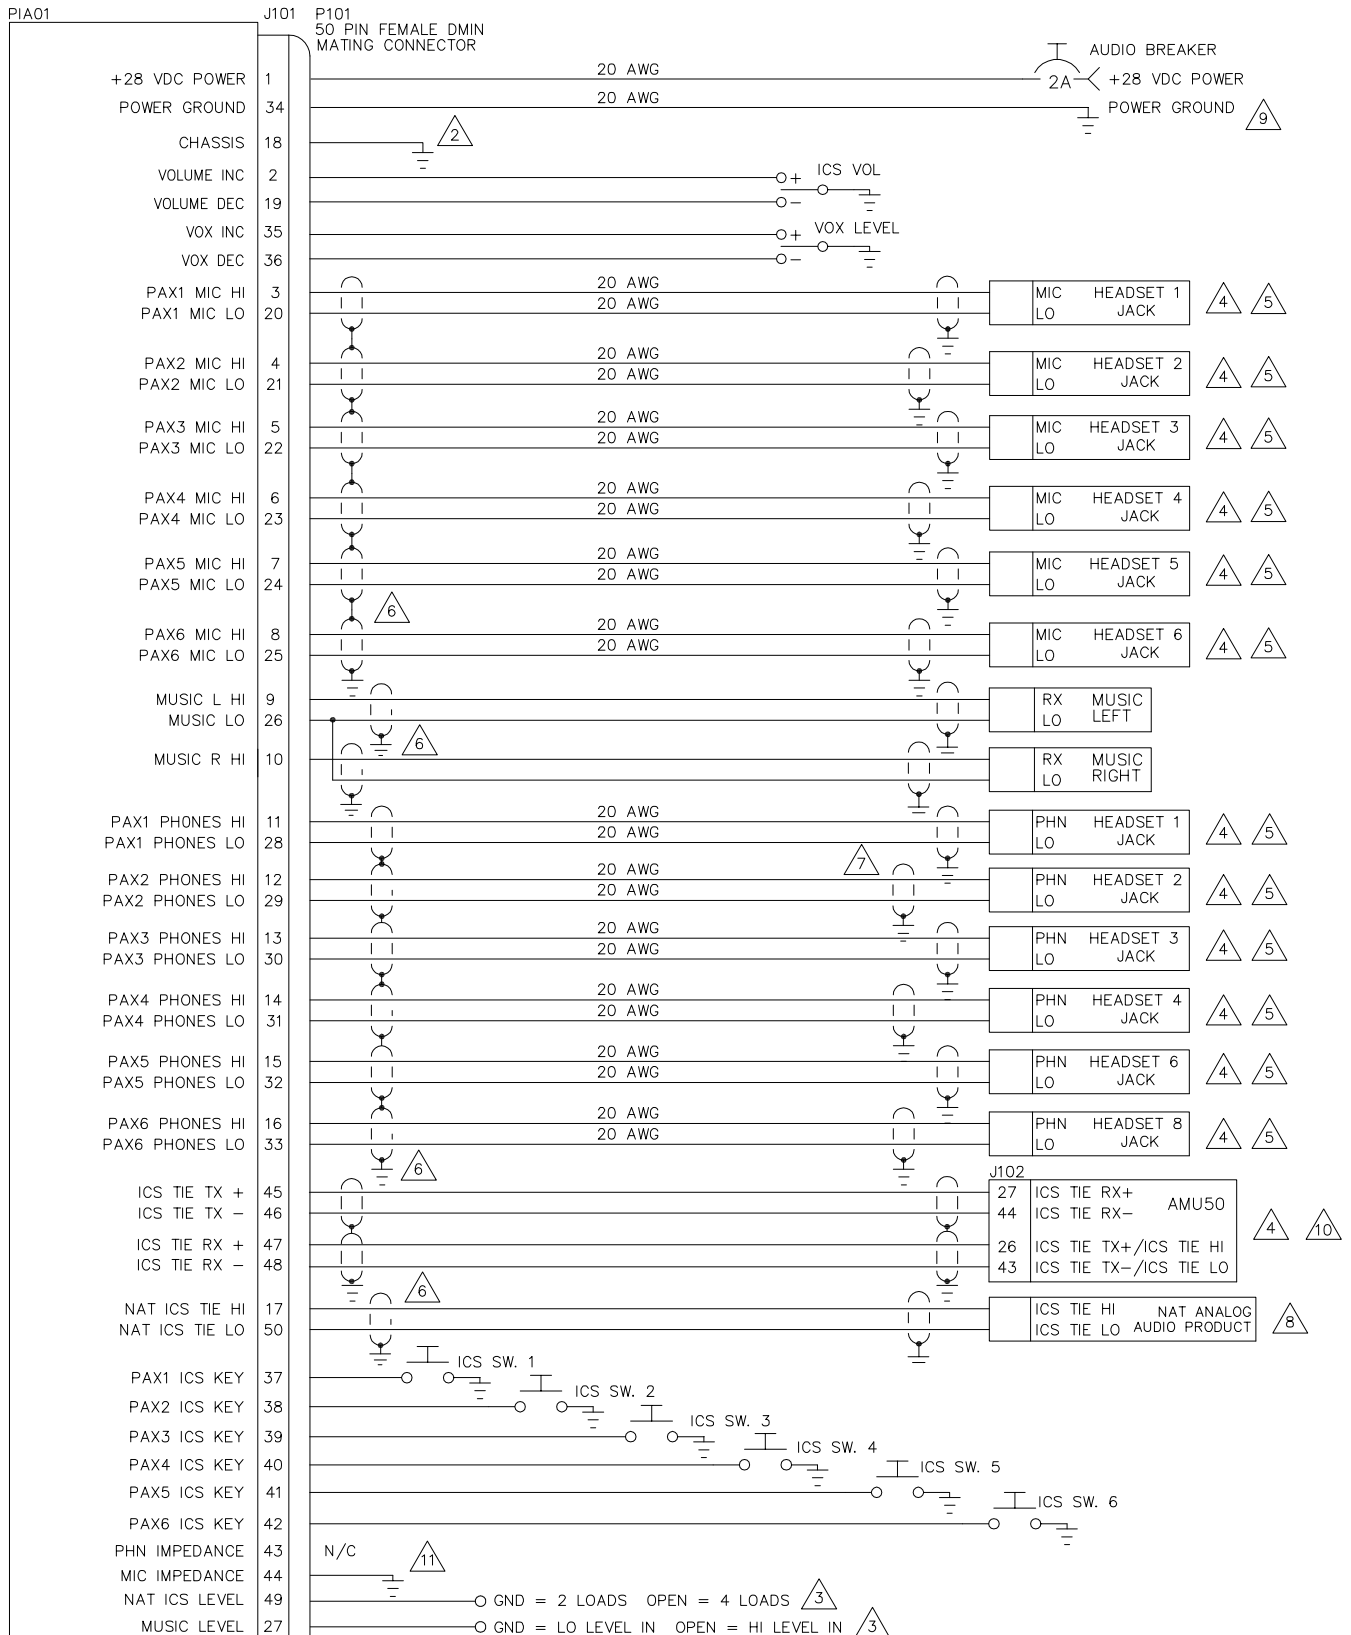 PIA01 J101 P101
50 PIN FEMALE DMIN
MATING CONNECTOR
AUDIO BREAKER
+28 VDC POWER 1 20 AWG 2A +28 VDC POWER
POWER GROUND 34 20 AWG POWER GROUND 9
CHASSIS 18 2
VOLUME INC 2 + ICS VOL
VOLUME DEC 19 −
VOX INC 35 + VOX LEVEL
VOX DEC 36 −
PAX1 MIC HI 3 20 AWG MIC HEADSET 1 4 5
PAX1 MIC LO 20 20 AWG LO JACK
PAX2 MIC HI 4 20 AWG MIC HEADSET 2 4 5
PAX2 MIC LO 21 20 AWG LO JACK
PAX3 MIC HI 5 20 AWG MIC HEADSET 3 4 5
PAX3 MIC LO 22 20 AWG LO JACK
PAX4 MIC HI 6 20 AWG MIC HEADSET 4 4 5
PAX4 MIC LO 23 20 AWG LO JACK
PAX5 MIC HI 7 20 AWG MIC HEADSET 5 4 5
PAX5 MIC LO 24 20 AWG LO JACK
6
PAX6 MIC HI 8 20 AWG MIC HEADSET 6 4 5
PAX6 MIC LO 25 20 AWG LO JACK
MUSIC L HI 9 RX MUSIC
MUSIC LO 26 LO LEFT
6
MUSIC R HI 10 RX MUSIC
LO RIGHT
PAX1 PHONES HI 11 20 AWG PHN HEADSET 1 4 5
PAX1 PHONES LO 28 20 AWG LO JACK
7
PAX2 PHONES HI 12 20 AWG PHN HEADSET 2 4 5
PAX2 PHONES LO 29 20 AWG LO JACK
PAX3 PHONES HI 13 20 AWG PHN HEADSET 3 4 5
PAX3 PHONES LO 30 20 AWG LO JACK
PAX4 PHONES HI 14 20 AWG PHN HEADSET 4 4 5
PAX4 PHONES LO 31 20 AWG LO JACK
PAX5 PHONES HI 15 20 AWG PHN HEADSET 6 4 5
PAX5 PHONES LO 32 20 AWG LO JACK
PAX6 PHONES HI 16 20 AWG PHN HEADSET 8 4 5
PAX6 PHONES LO 33 20 AWG LO JACK
6
J102
ICS TIE TX + 45 27 ICS TIE RX+ AMU50
ICS TIE TX − 46 44 ICS TIE RX− 4 10
ICS TIE RX + 47 26 ICS TIE TX+/ICS TIE HI
ICS TIE RX − 48 43 ICS TIE TX−/ICS TIE LO
6
NAT ICS TIE HI 17 ICS TIE HI NAT ANALOG
NAT ICS TIE LO 50 ICS TIE LO AUDIO PRODUCT 8
PAX1 ICS KEY 37 ICS SW. 1
PAX2 ICS KEY 38 ICS SW. 2
PAX3 ICS KEY 39 ICS SW. 3
PAX4 ICS KEY 40 ICS SW. 4
PAX5 ICS KEY 41 ICS SW. 5
PAX6 ICS KEY 42 ICS SW. 6
PHN IMPEDANCE 43 N/C 11
MIC IMPEDANCE 44
NAT ICS LEVEL 49 GND = 2 LOADS OPEN = 4 LOADS 3
MUSIC LEVEL 27 GND = LO LEVEL IN OPEN = HI LEVEL IN 3